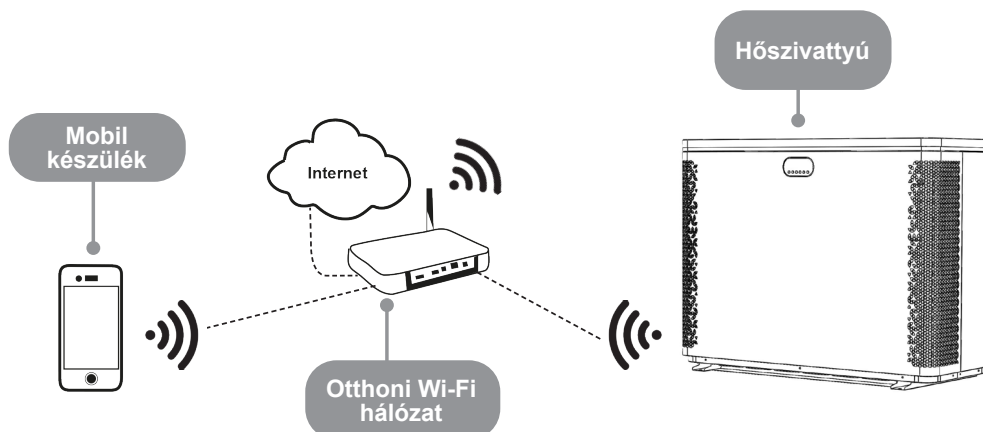 Hőszivattyú
Mobil
készülék
Internet
Otthoni Wi-Fi
hálózat